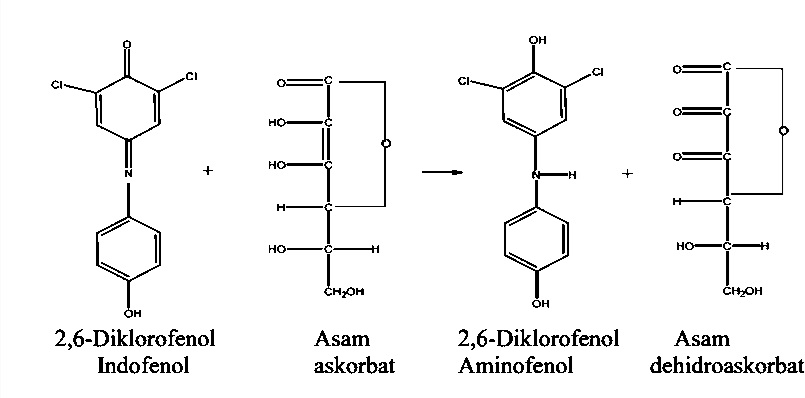 O
Cl Cl
N
OH
+
O C
HO C
O
HO C
H C
HO C H
CH₂OH
OH
Cl Cl
N H
OH
+
O C
O C
O
O C
H C
HO C H
CH₂OH
2,6-Diklorofenol
Indofenol
Asam
askorbat
2,6-Diklorofenol
Aminofenol
Asam
dehidroaskorbat